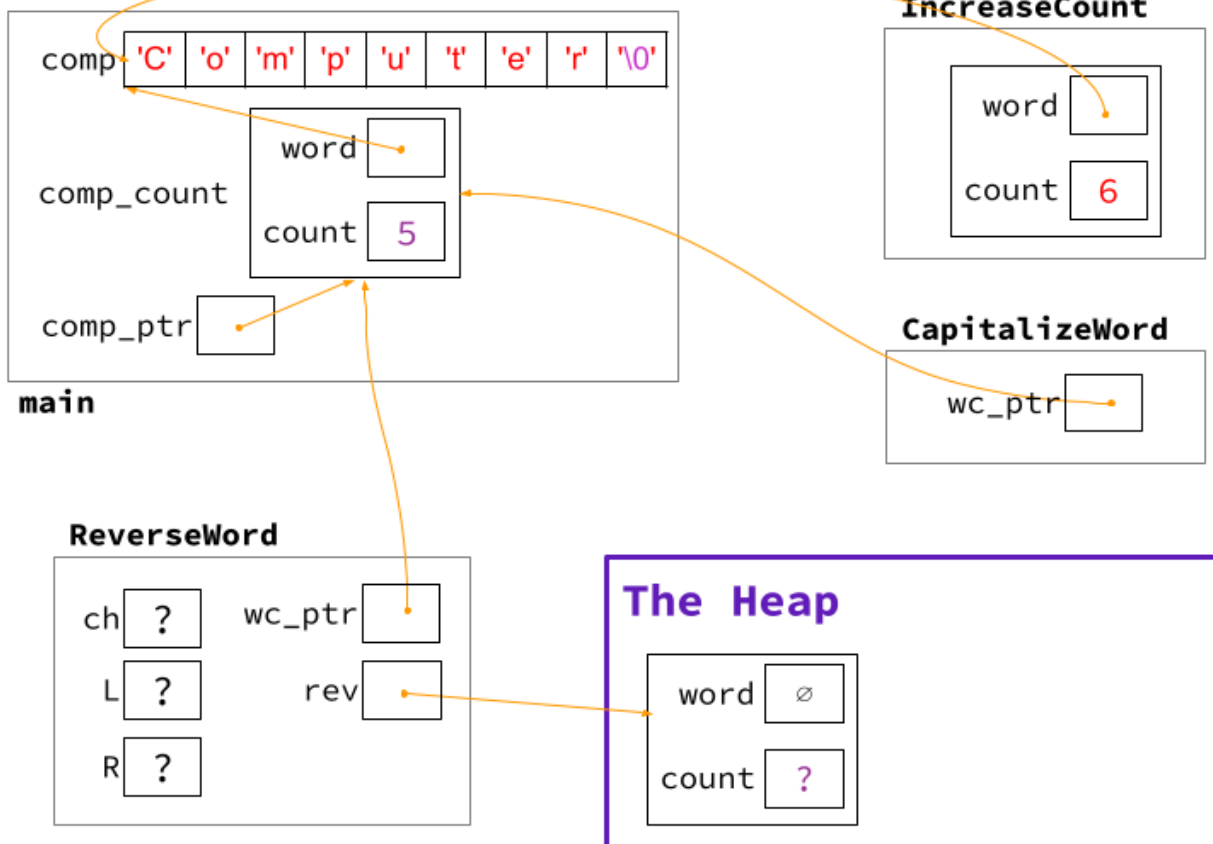 IncreaseCount
comp 'C' 'o' 'm' 'p' 'u' 't' 'e' 'r' '\0'
word
comp_count
count 5
comp_ptr
main
word
count 6
CapitalizeWord
wc_ptr
ReverseWord
ch ? wc_ptr
L ? rev
R ?
The Heap
word ∅
count ?